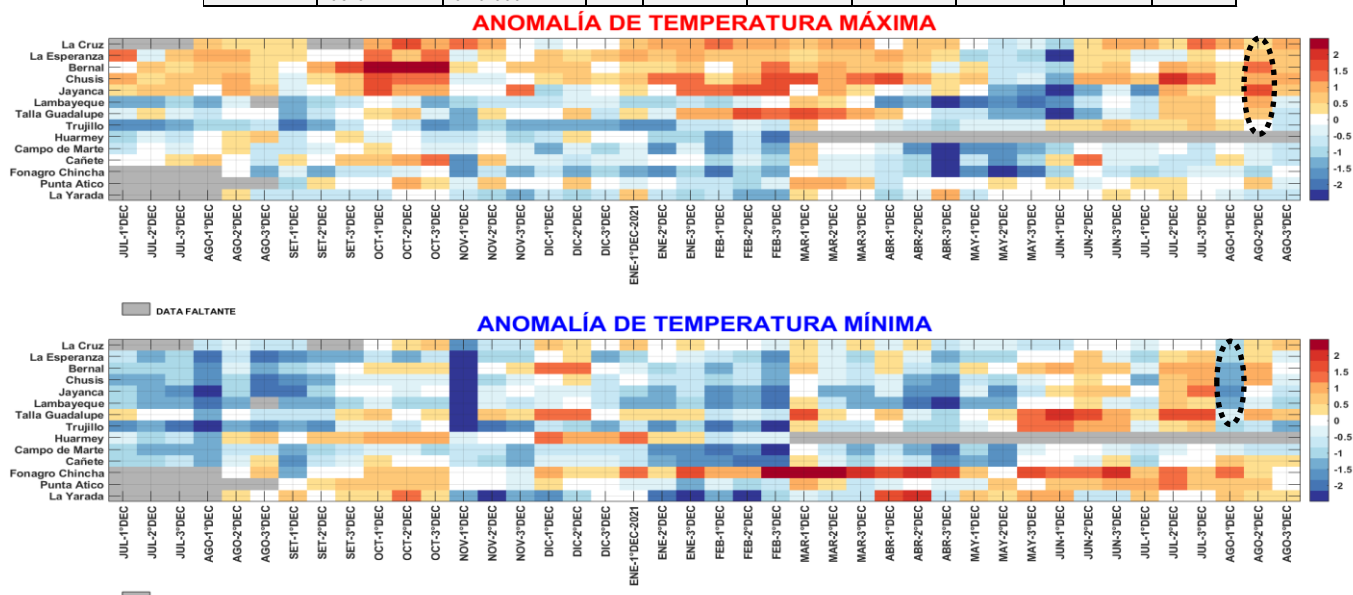 ANOMALÍA DE TEMPERATURA MÁXIMA
La Cruz
La Esperanza
Bernal
Chusis
Jayanca
Lambayeque
Talla Guadalupe
Trujillo
Huarmey
Campo de Marte
Cañete
Fonagro Chincha
Punta Atico
La Yarada
2
1.5
1
0.5
0
-0.5
-1
-1.5
-2
JUL-1°DEC
JUL-2°DEC
JUL-3°DEC
AGO-1°DEC
AGO-2°DEC
AGO-3°DEC
SET-1°DEC
SET-2°DEC
SET-3°DEC
OCT-1°DEC
OCT-2°DEC
OCT-3°DEC
NOV-1°DEC
NOV-2°DEC
NOV-3°DEC
DIC-1°DEC
DIC-2°DEC
DIC-3°DEC
ENE-1°DEC-2021
ENE-2°DEC
ENE-3°DEC
FEB-1°DEC
FEB-2°DEC
FEB-3°DEC
MAR-1°DEC
MAR-2°DEC
MAR-3°DEC
ABR-1°DEC
ABR-2°DEC
ABR-3°DEC
MAY-1°DEC
MAY-2°DEC
MAY-3°DEC
JUN-1°DEC
JUN-2°DEC
JUN-3°DEC
JUL-1°DEC
JUL-2°DEC
JUL-3°DEC
AGO-1°DEC
AGO-2°DEC
AGO-3°DEC
DATA FALTANTE
ANOMALÍA DE TEMPERATURA MÍNIMA
La Cruz
La Esperanza
Bernal
Chusis
Jayanca
Lambayeque
Talla Guadalupe
Trujillo
Huarmey
Campo de Marte
Cañete
Fonagro Chincha
Punta Atico
La Yarada
2
1.5
1
0.5
0
-0.5
-1
-1.5
-2
JUL-1°DEC
JUL-2°DEC
JUL-3°DEC
AGO-1°DEC
AGO-2°DEC
AGO-3°DEC
SET-1°DEC
SET-2°DEC
SET-3°DEC
OCT-1°DEC
OCT-2°DEC
OCT-3°DEC
NOV-1°DEC
NOV-2°DEC
NOV-3°DEC
DIC-1°DEC
DIC-2°DEC
DIC-3°DEC
ENE-1°DEC-2021
ENE-2°DEC
ENE-3°DEC
FEB-1°DEC
FEB-2°DEC
FEB-3°DEC
MAR-1°DEC
MAR-2°DEC
MAR-3°DEC
ABR-1°DEC
ABR-2°DEC
ABR-3°DEC
MAY-1°DEC
MAY-2°DEC
MAY-3°DEC
JUN-1°DEC
JUN-2°DEC
JUN-3°DEC
JUL-1°DEC
JUL-2°DEC
JUL-3°DEC
AGO-1°DEC
AGO-2°DEC
AGO-3°DEC